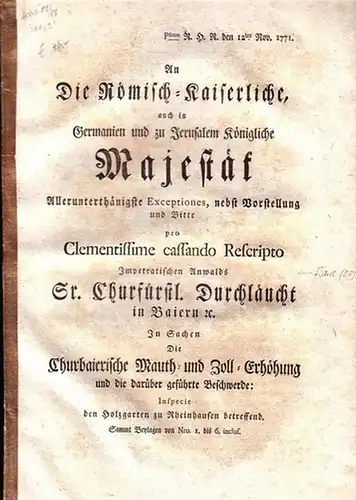 Pſmm R. H. R. den 12ten Nov. 1771.
An
Die Römisch-Kaiserliche,
auch in
Germanien und zu Jerusalem Königliche
Majestät
Allerunterthänigste Exceptiones, nebst Vorstellung
und Bitte
pro
Clementissime cassando Rescripto
Impetratischen Anwalds
Sr. Churfürstl. Durchläucht
in Baiern ꝛc.
In Sachen
Die
Churbaierische Mauth- und Zoll-Erhöhung
und die darüber geführte Beschwerde:
Inspecie
den Holzgarten zu Rheinhausen betreffend.
Sammt Beylagen von Nro. 1. bis 6. inclus.